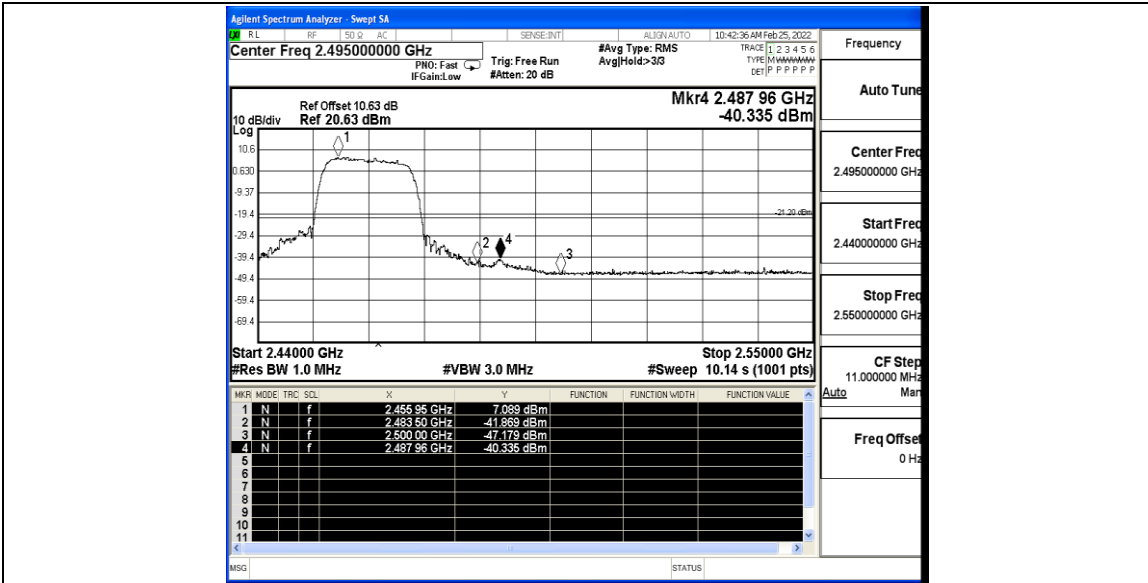 Agilent Spectrum Analyzer - Swept SA
LXI RL RF 50 Ω AC SENSE:INT ALIGNAUTO 10:42:36 AM Feb 25, 2022
Center Freq 2.495000000 GHz
PNO: Fast
IFGain:Low
Trig: Free Run
#Atten: 20 dB
#Avg Type: RMS
Avg|Hold:>3/3
TRACE 1 2 3 4 5 6
TYPE M WWWWW
DET P P P P P P
Mkr4 2.487 96 GHz
-40.335 dBm
Ref Offset 10.63 dB
10 dB/div Ref 20.63 dBm
Log
10.6
0.630
-9.37
-19.4
-29.4
-39.4
-49.4
-59.4
-69.4
1
2
4
3
-21.20 dBm
Start 2.44000 GHz Stop 2.55000 GHz
#Res BW 1.0 MHz #VBW 3.0 MHz #Sweep 10.14 s (1001 pts)
MKR MODE TRC SCL X Y FUNCTION FUNCTION WIDTH FUNCTION VALUE
1 N f 2.455 95 GHz 7.089 dBm
2 N f 2.483 50 GHz -41.869 dBm
3 N f 2.500 00 GHz -47.179 dBm
4 N f 2.487 96 GHz -40.335 dBm
5
6
7
8
9
10
11
MSG STATUS
Frequency
Auto Tune
Center Freq
2.495000000 GHz
Start Freq
2.440000000 GHz
Stop Freq
2.550000000 GHz
CF Step
11.000000 MHz
Auto Man
Freq Offset
0 Hz